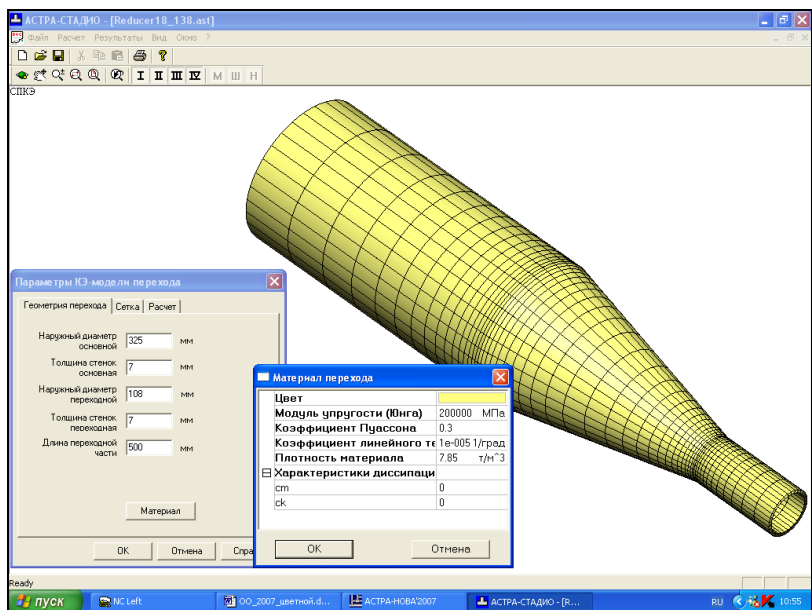 АСТРА-СТАДИО - [Reducer18_138.ast]
Файл Расчет Результаты Вид Окно ?
I II III IV М Ш Н
СПКЭ
Параметры КЭ-модели перехода
Геометрия перехода Сетка Расчет
Наружный диаметр основной 325 мм
Толщина стенок основная 7 мм
Наружный диаметр переходной 108 мм
Толщина стенок переходная 7 мм
Длина переходной части 500 мм
Материал
OK Отмена Спра
Материал перехода
Цвет
Модуль упругости (Юнга) 200000 МПа
Коэффициент Пуассона 0.3
Коэффициент линейного те 1e-005 1/град
Плотность материала 7.85 т/м^3
Характеристики диссипаци
cm 0
ck 0
OK Отмена
Ready
пуск NC Left ОО_2007_цветной.d... АСТРА-НОВА'2007 АСТРА-СТАДИО - [R... RU 10:55